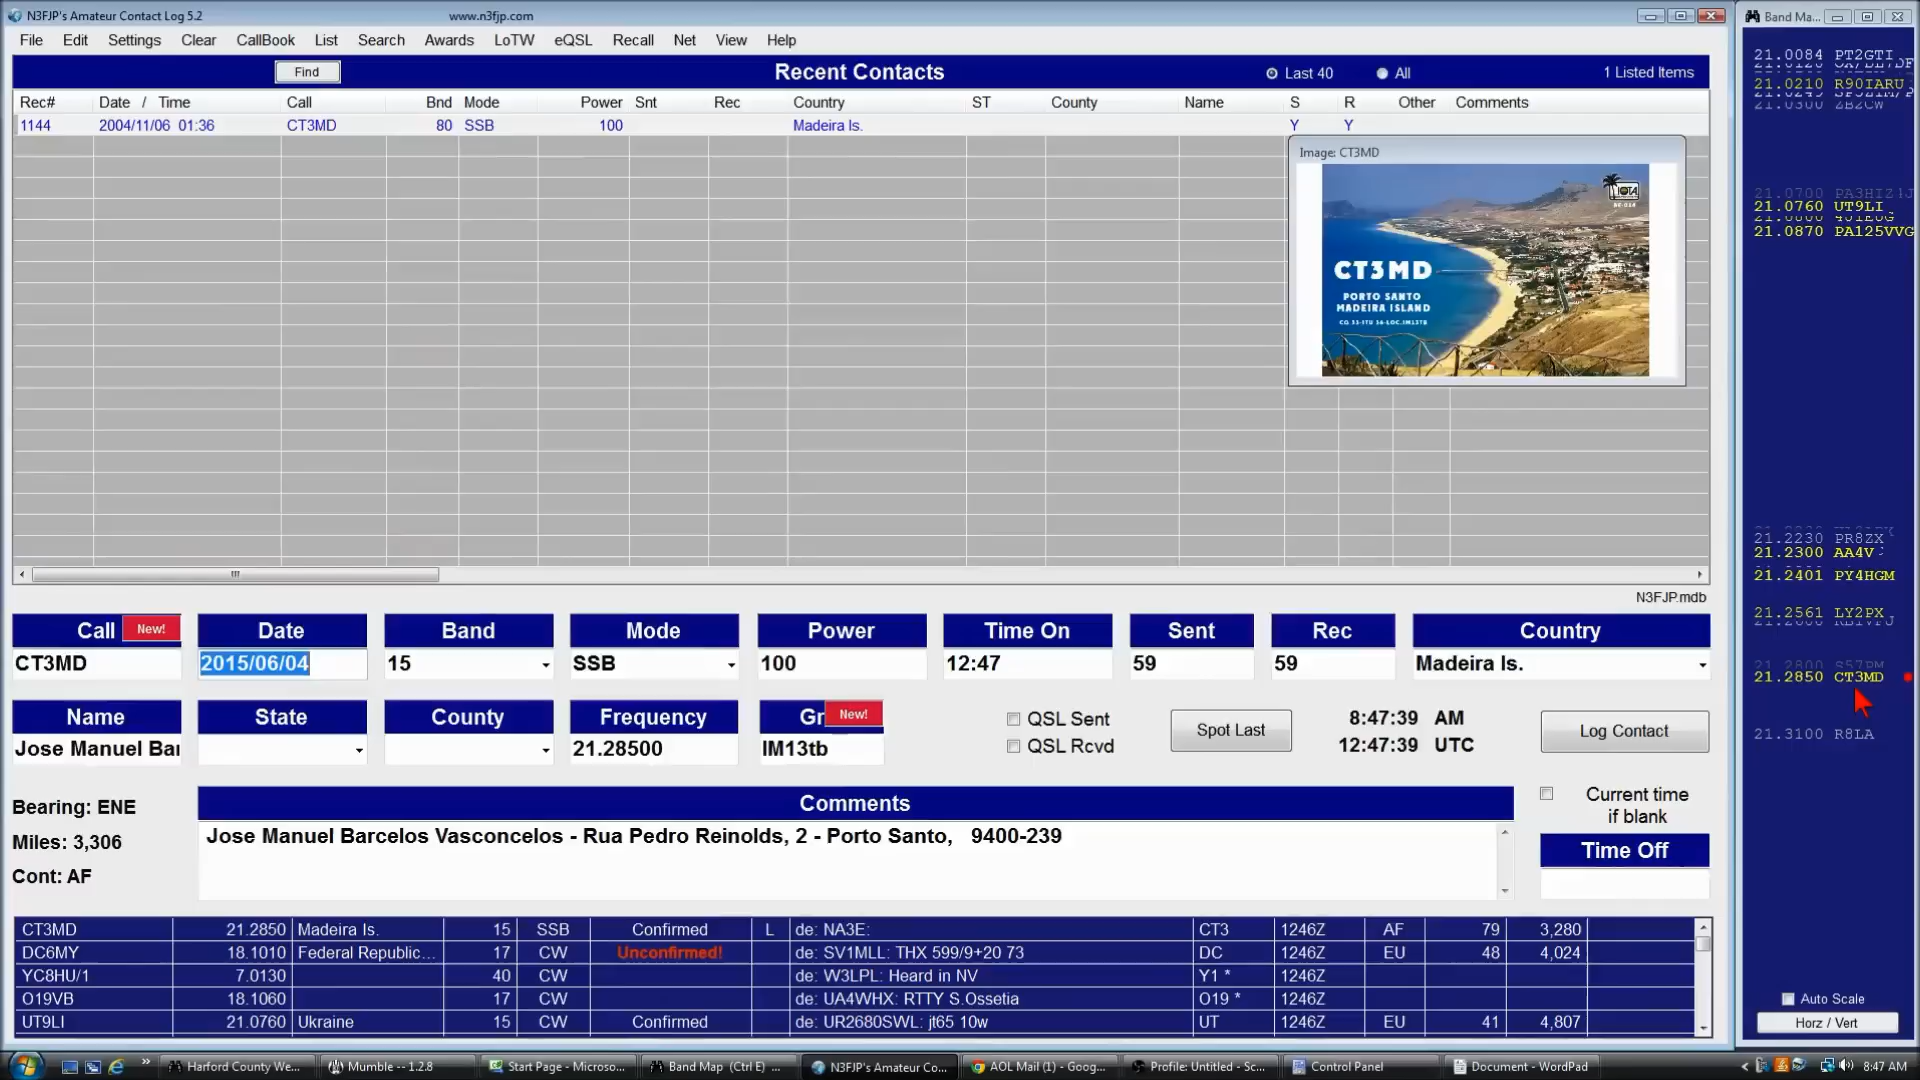 N3FJP's Amateur Contact Log 5.2
www.n3fjp.com
Band Ma...
File Edit Settings Clear CallBook List Search Awards LoTW eQSL Recall Net View Help
Find
Recent Contacts
Last 40
All
1 Listed Items
Rec# Date / Time Call Bnd Mode Power Snt Rec Country ST County Name S R Other Comments
1144 2004/11/06 01:36 CT3MD 80 SSB 100 Madeira Is. Y Y
Image: CT3MD
IOTA
CT3MD
PORTO SANTO
MADEIRA ISLAND
21.0084 PT2GTI
21.0210 R90IARU
21.0300 ZB2CW
21.0760 UT9LI
21.0870 PA125VVG
21.2230 PR8ZX
21.2300 AA4V
21.2401 PY4HGM
21.2561 LY2PX
21.2800 S57DM
21.2850 CT3MD
21.3100 R8LA
N3FJP.mdb
Call New! Date Band Mode Power Time On Sent Rec Country
CT3MD 2015/06/04 15 SSB 100 12:47 59 59 Madeira Is.
Name State County Frequency Gr New!
Jose Manuel Bar 21.28500 IM13tb
QSL Sent
QSL Rcvd
Spot Last
8:47:39 AM
12:47:39 UTC
Log Contact
Bearing: ENE
Miles: 3,306
Cont: AF
Comments
Jose Manuel Barcelos Vasconcelos - Rua Pedro Reinolds, 2 - Porto Santo, 9400-239
Current time
if blank
Time Off
CT3MD 21.2850 Madeira Is. 15 SSB Confirmed L de: NA3E: CT3 1246Z AF 79 3,280
DC6MY 18.1010 Federal Republic... 17 CW Unconfirmed! de: SV1MLL: THX 599/9+20 73 DC 1246Z EU 48 4,024
YC8HU/1 7.0130 40 CW de: W3LPL: Heard in NV Y1 * 1246Z
O19VB 18.1060 17 CW de: UA4WHX: RTTY S.Ossetia O19 * 1246Z
UT9LI 21.0760 Ukraine 15 CW Confirmed de: UR2680SWL: jt65 10w UT 1246Z EU 41 4,807
Auto Scale
Horz / Vert
Harford County We...
Mumble -- 1.2.8
Start Page - Microso...
Band Map (Ctrl E) ...
N3FJP's Amateur Co...
AOL Mail (1) - Goog...
Profile: Untitled - Sc...
Control Panel
Document - WordPad
8:47 AM